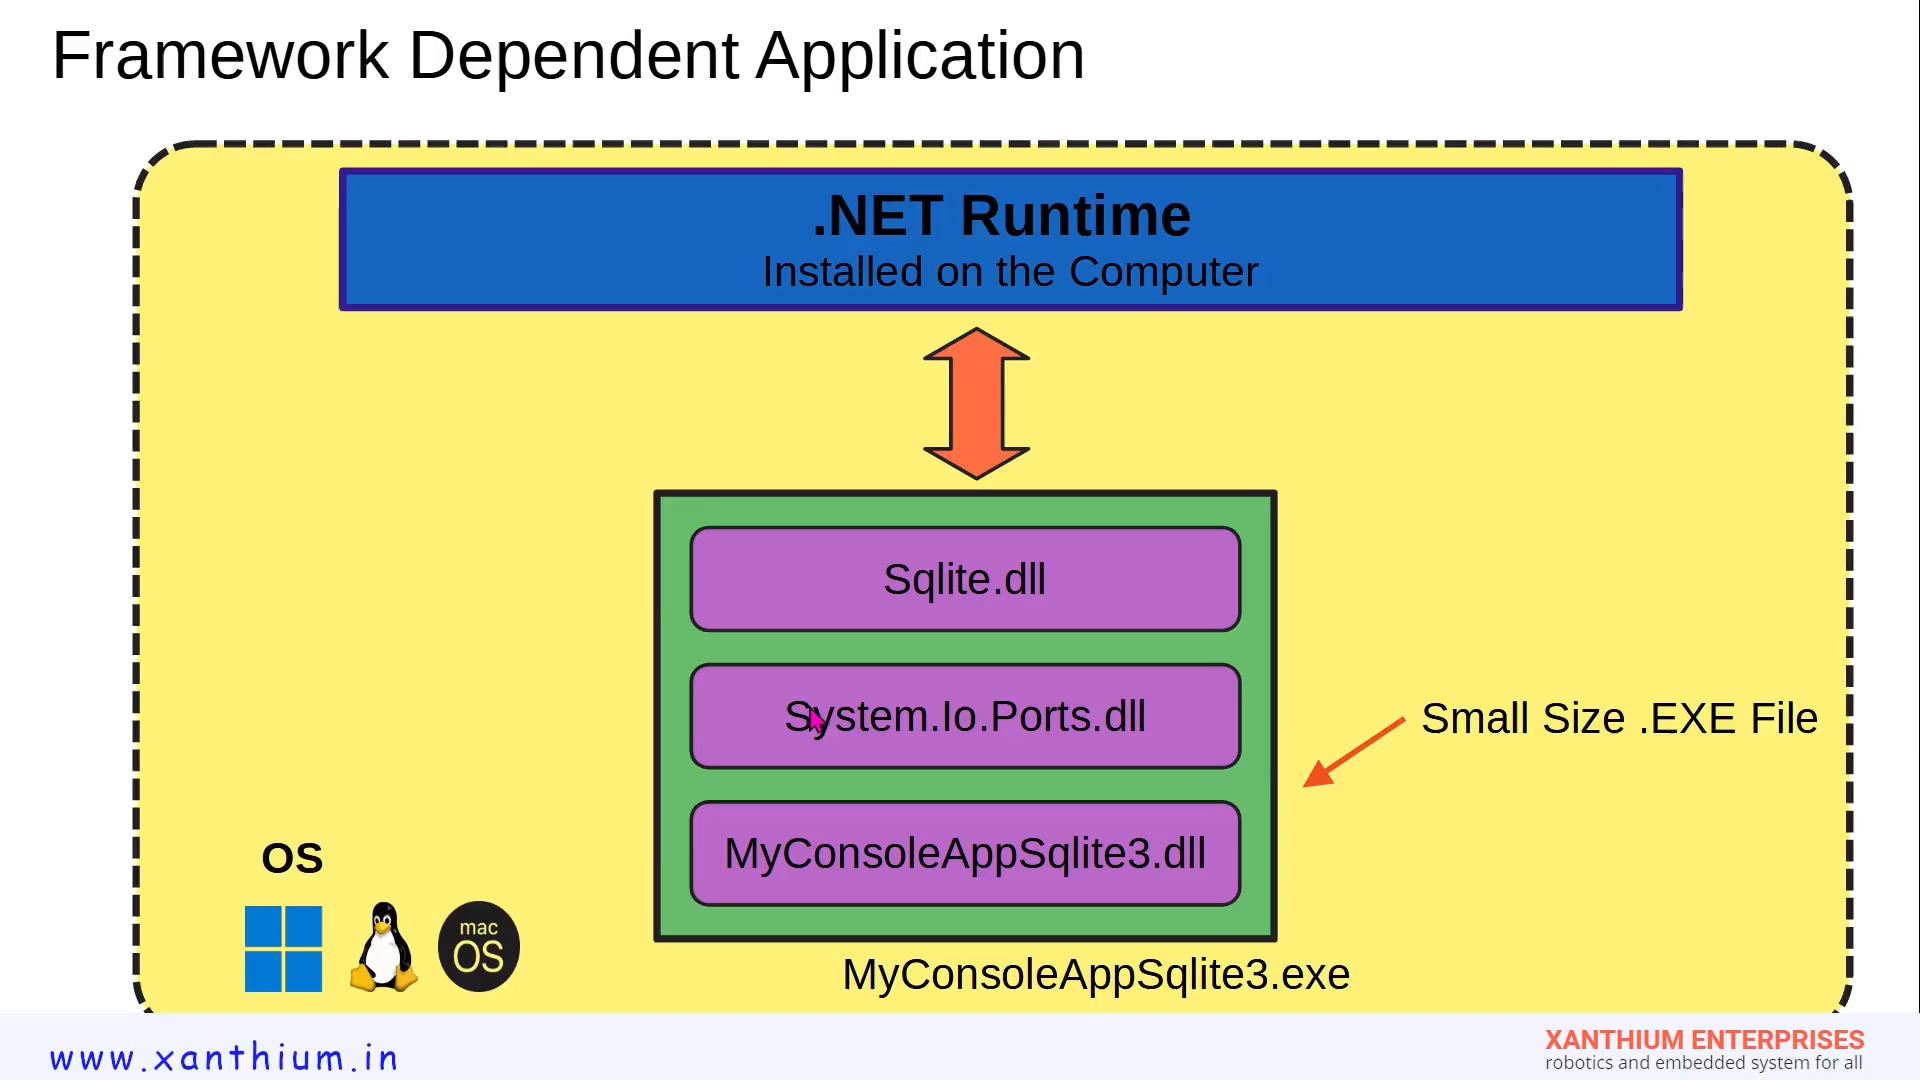 Framework Dependent Application
.NET Runtime
Installed on the Computer
Sqlite.dll
System.Io.Ports.dll
Small Size .EXE File
MyConsoleAppSqlite3.dll
OS
mac
OS
MyConsoleAppSqlite3.exe
www.xanthium.in
XANTHIUM ENTERPRISES
robotics and embedded system for all